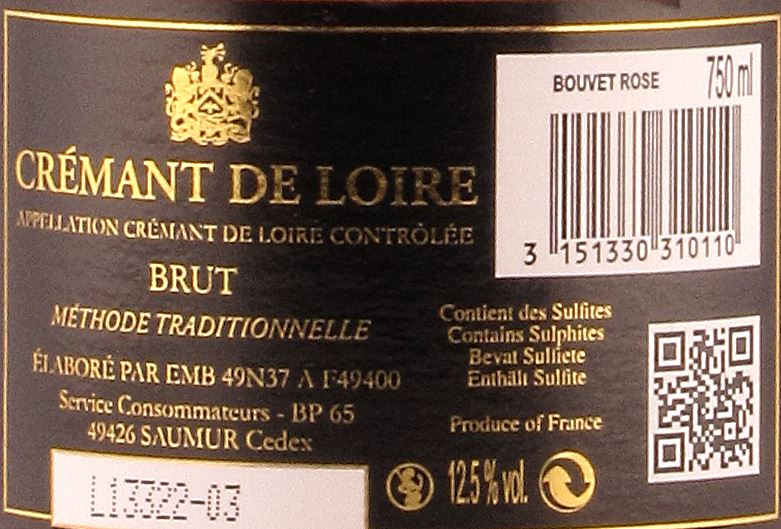 CRÉMANT DE LOIRE
APPELLATION CRÉMANT DE LOIRE CONTRÔLÉE
BRUT
MÉTHODE TRADITIONNELLE
ÉLABORÉ PAR EMB 49N37 À F49400
Service Consommateurs - BP 65
49426 SAUMUR Cedex
L13322-03
BOUVET ROSE 750 ml
3 151330 310110
Contient des Sulfites
Contains Sulphites
Bevat Sulfiete
Enthält Sulfite
Produce of France
12.5 % vol.